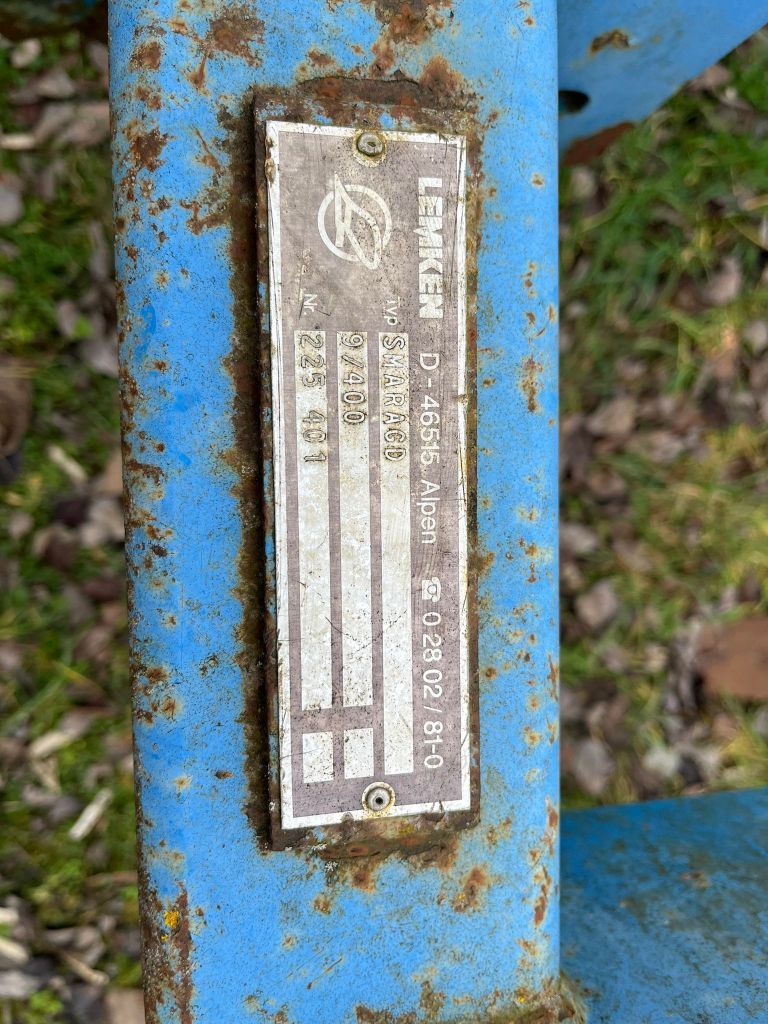 LEMKEN D - 46515 Alpen ☎ 0 28 02 / 81-0
Typ SMARAGD
9/400
Nr. 225 401